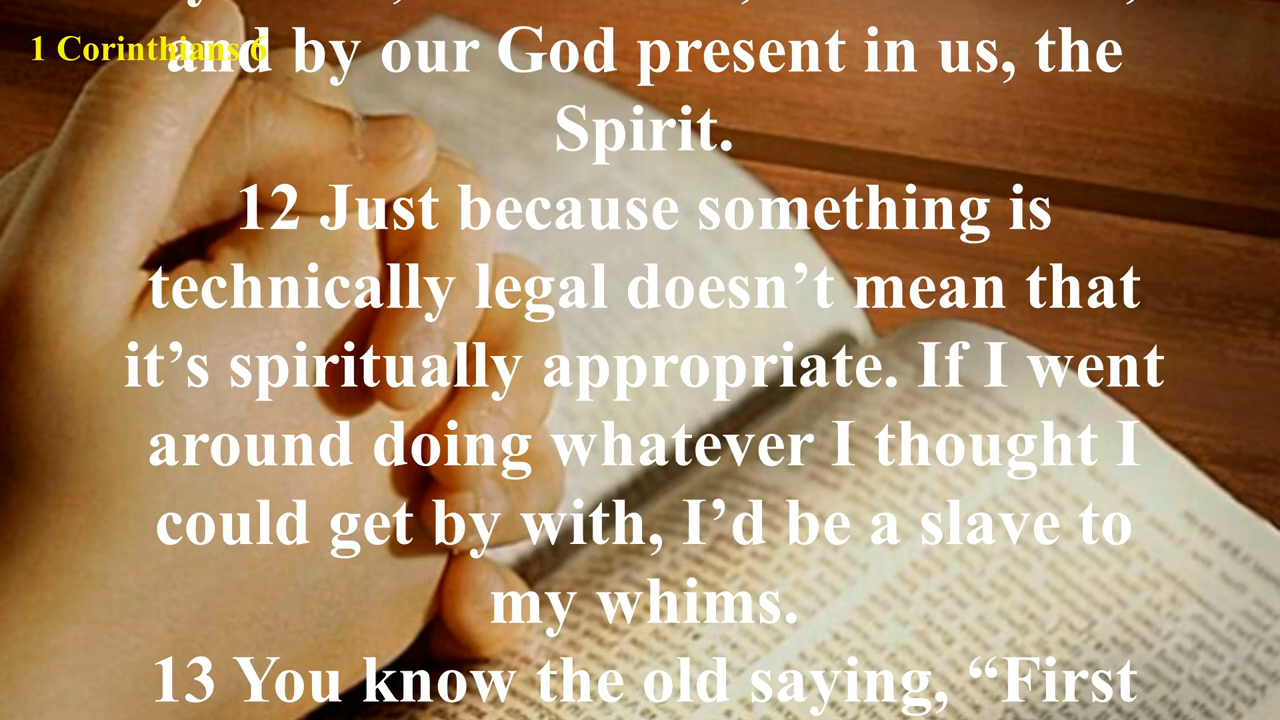 1 Corinthians 6
and by our God present in us, the
Spirit.
12 Just because something is
technically legal doesn’t mean that
it’s spiritually appropriate. If I went
around doing whatever I thought I
could get by with, I’d be a slave to
my whims.
13 You know the old saying, “First